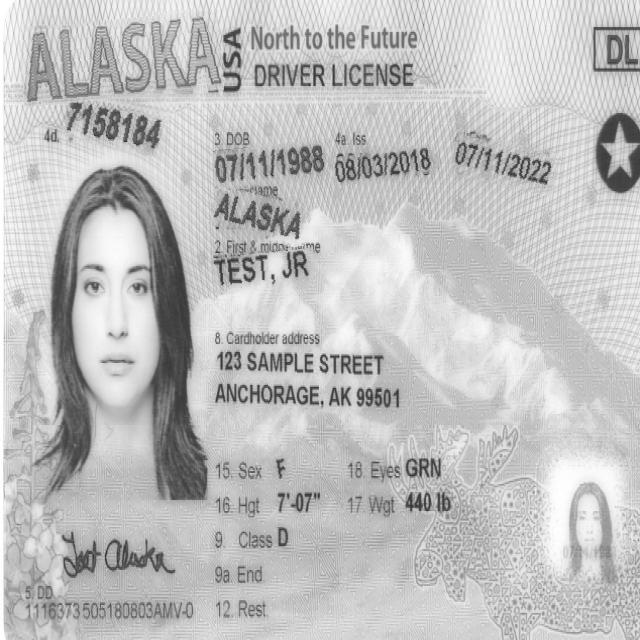 ALASKA USA North to the Future DL
DRIVER LICENSE
4d. 7158184
3. DOB 4a. Iss
07/11/1988 08/03/2018 07/11/2022
ALASKA
2. First & name
TEST, JR
8. Cardholder address
123 SAMPLE STREET
ANCHORAGE, AK 99501
15. Sex F 18. Eyes GRN
16. Hgt 7'-07" 17. Wgt 440 lb
9. Class D
9a. End
Test Alaska
5. DD
1116373 505180803AMV-0 12. Rest.